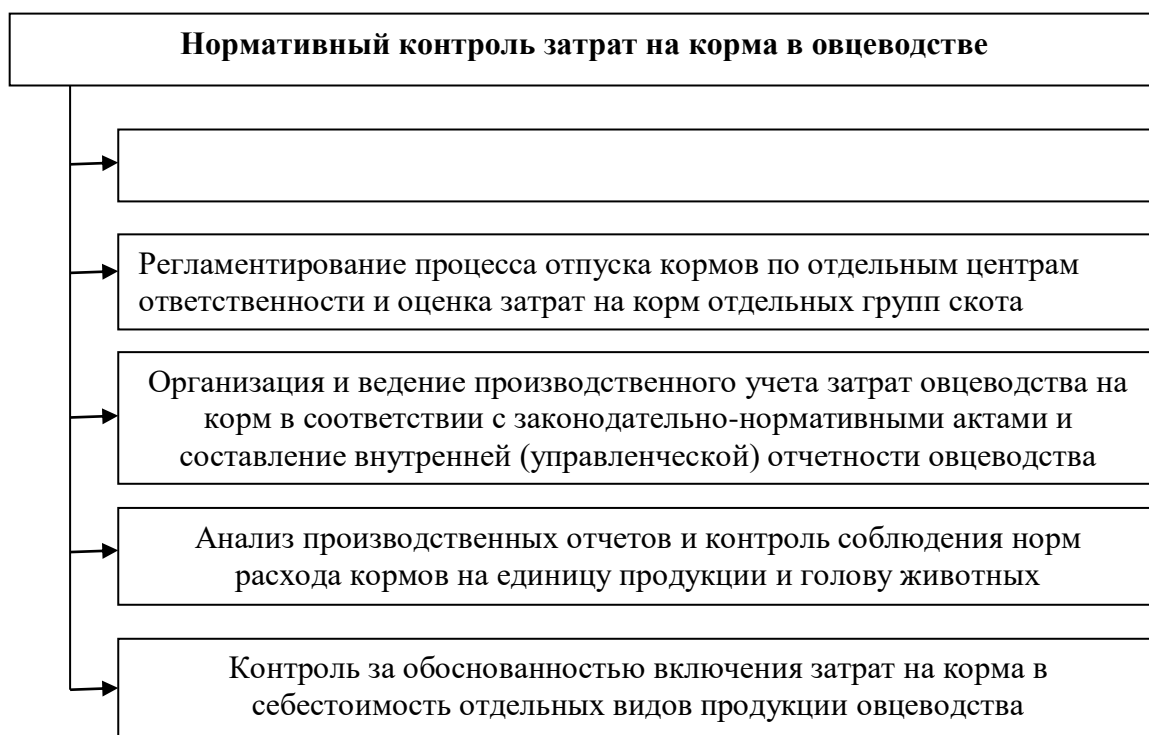 Нормативный контроль затрат на корма в овцеводстве
Регламентирование процесса отпуска кормов по отдельным центрам
ответственности и оценка затрат на корм отдельных групп скота
Организация и ведение производственного учета затрат овцеводства на
корм в соответствии с законодательно-нормативными актами и
составление внутренней (управленческой) отчетности овцеводства
Анализ производственных отчетов и контроль соблюдения норм
расхода кормов на единицу продукции и голову животных
Контроль за обоснованностью включения затрат на корма в
себестоимость отдельных видов продукции овцеводства